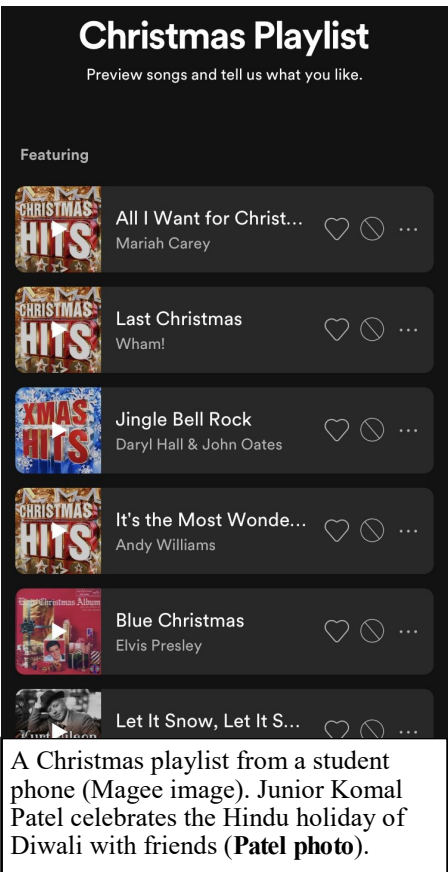 Christmas Playlist
Preview songs and tell us what you like.
Featuring
CHRISTMAS
HITS
All I Want for Christ...
Mariah Carey
CHRISTMAS
HITS
Last Christmas
Wham!
XMAS
HITS
Jingle Bell Rock
Daryl Hall & John Oates
CHRISTMAS
HITS
It's the Most Wonde...
Andy Williams
Christmas Album
Blue Christmas
Elvis Presley
Let It Snow, Let It S...
A Christmas playlist from a student
phone (Magee image). Junior Komal
Patel celebrates the Hindu holiday of
Diwali with friends (Patel photo).